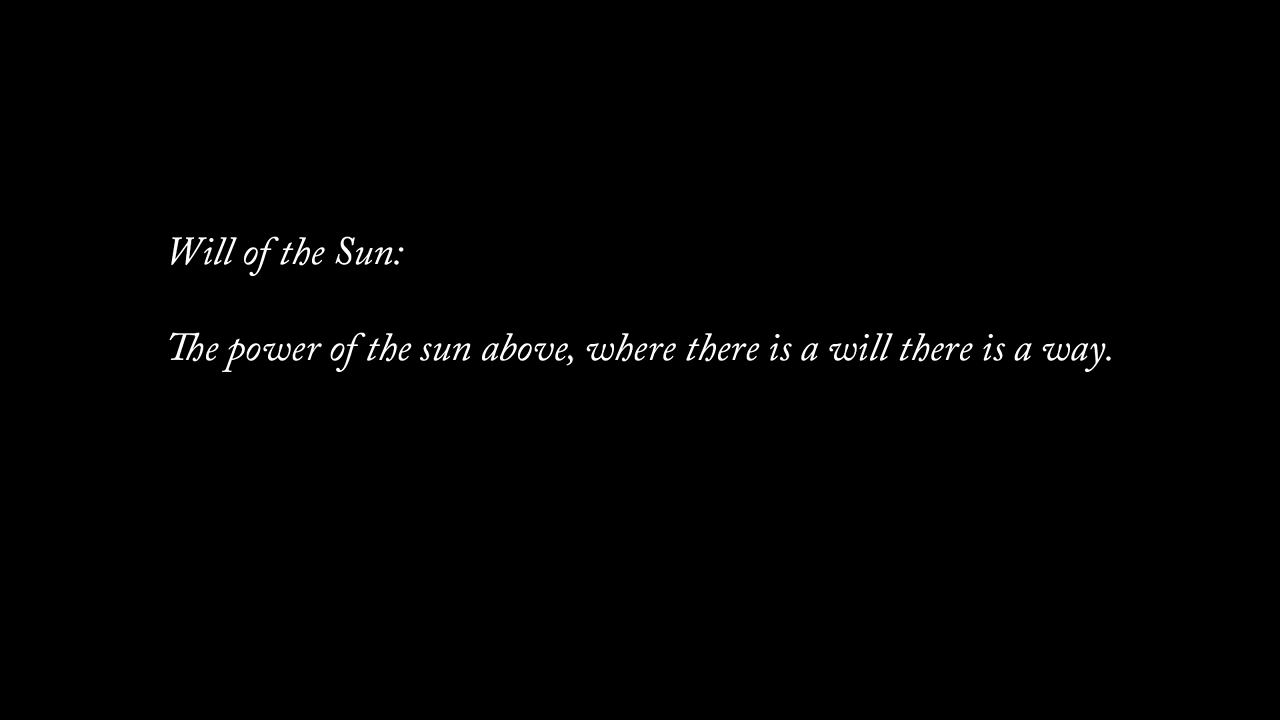 Will of the Sun:
The power of the sun above, where there is a will there is a way.